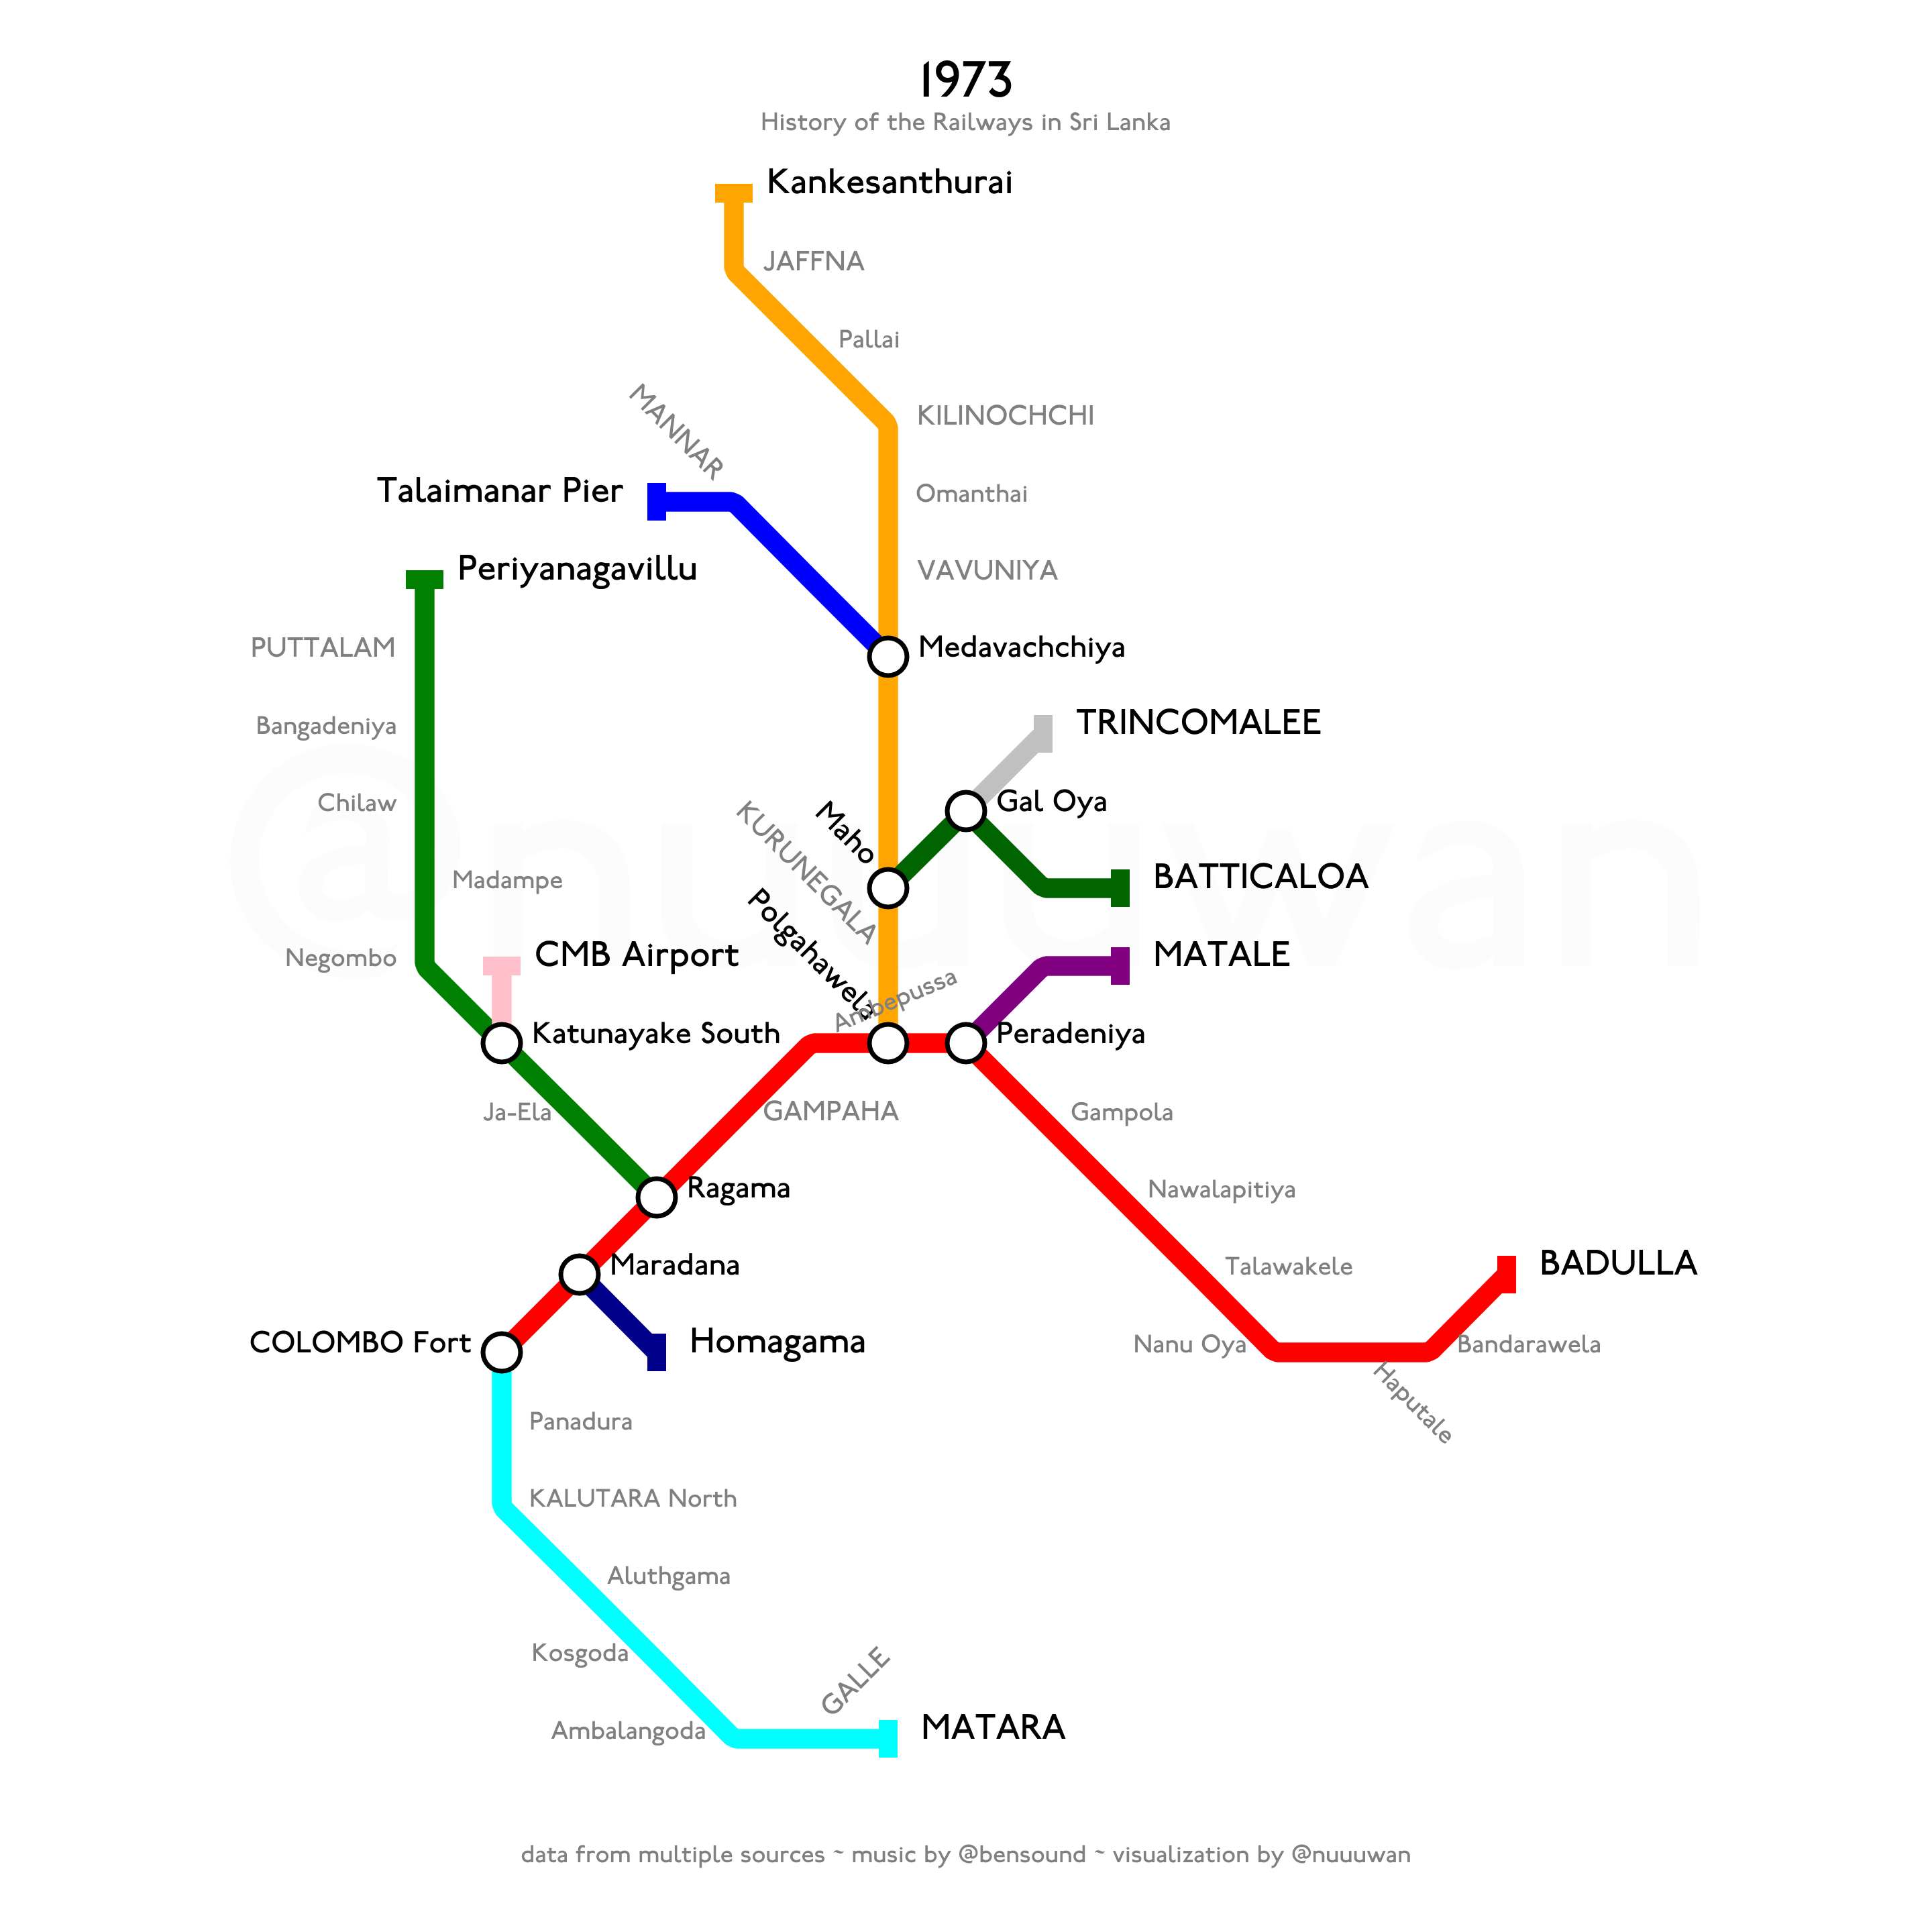 1973
History of the Railways in Sri Lanka
Kankesanthurai
JAFFNA
Pallai
KILINOCHCHI
MANNAR
Talaimanar Pier
Omanthai
Periyanagavillu
VAVUNIYA
PUTTALAM
Medavachchiya
Bangadeniya
TRINCOMALEE
Chilaw
Maho
Gal Oya
KURUNEGALA
Madampe
BATTICALOA
Polgahawela
Negombo
CMB Airport
MATALE
Ambepussa
Katunayake South
Peradeniya
Ja-Ela
GAMPAHA
Gampola
Ragama
Nawalapitiya
Maradana
Talawakele
BADULLA
COLOMBO Fort
Homagama
Nanu Oya
Bandarawela
Haputale
Panadura
KALUTARA North
Aluthgama
Kosgoda
GALLE
Ambalangoda
MATARA
data from multiple sources ~ music by @bensound ~ visualization by @nuuuwan
@nuuuwan